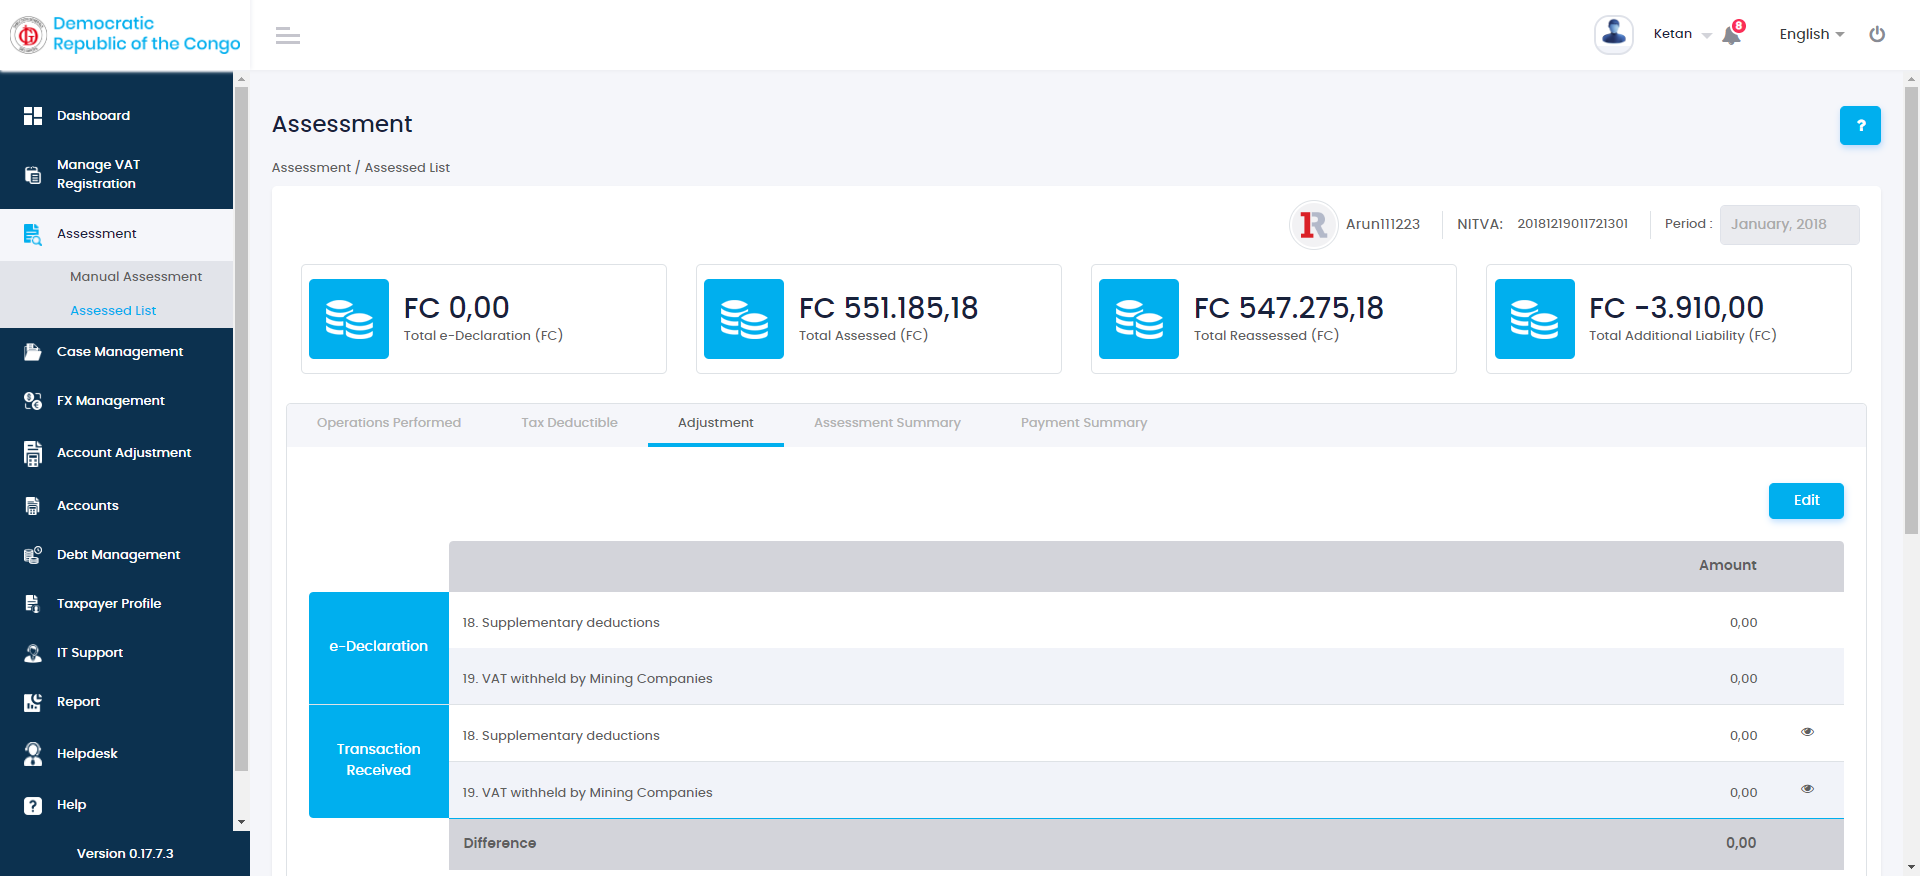 Democratic
Republic of the Congo
Ketan
8
English
Dashboard
Manage VAT
Registration
Assessment
Manual Assessment
Assessed List
Case Management
FX Management
Account Adjustment
Accounts
Debt Management
Taxpayer Profile
IT Support
Report
Helpdesk
Help
Version 0.17.7.3
Assessment
?
Assessment / Assessed List
1R Arun111223 NITVA: 20181219011721301 Period : January, 2018
FC 0,00
Total e-Declaration (FC)
FC 551.185,18
Total Assessed (FC)
FC 547.275,18
Total Reassessed (FC)
FC -3.910,00
Total Additional Liability (FC)
Operations Performed Tax Deductible Adjustment Assessment Summary Payment Summary
Edit
Amount
e-Declaration
18. Supplementary deductions 0,00
19. VAT withheld by Mining Companies 0,00
Transaction
Received
18. Supplementary deductions 0,00
19. VAT withheld by Mining Companies 0,00
Difference 0,00